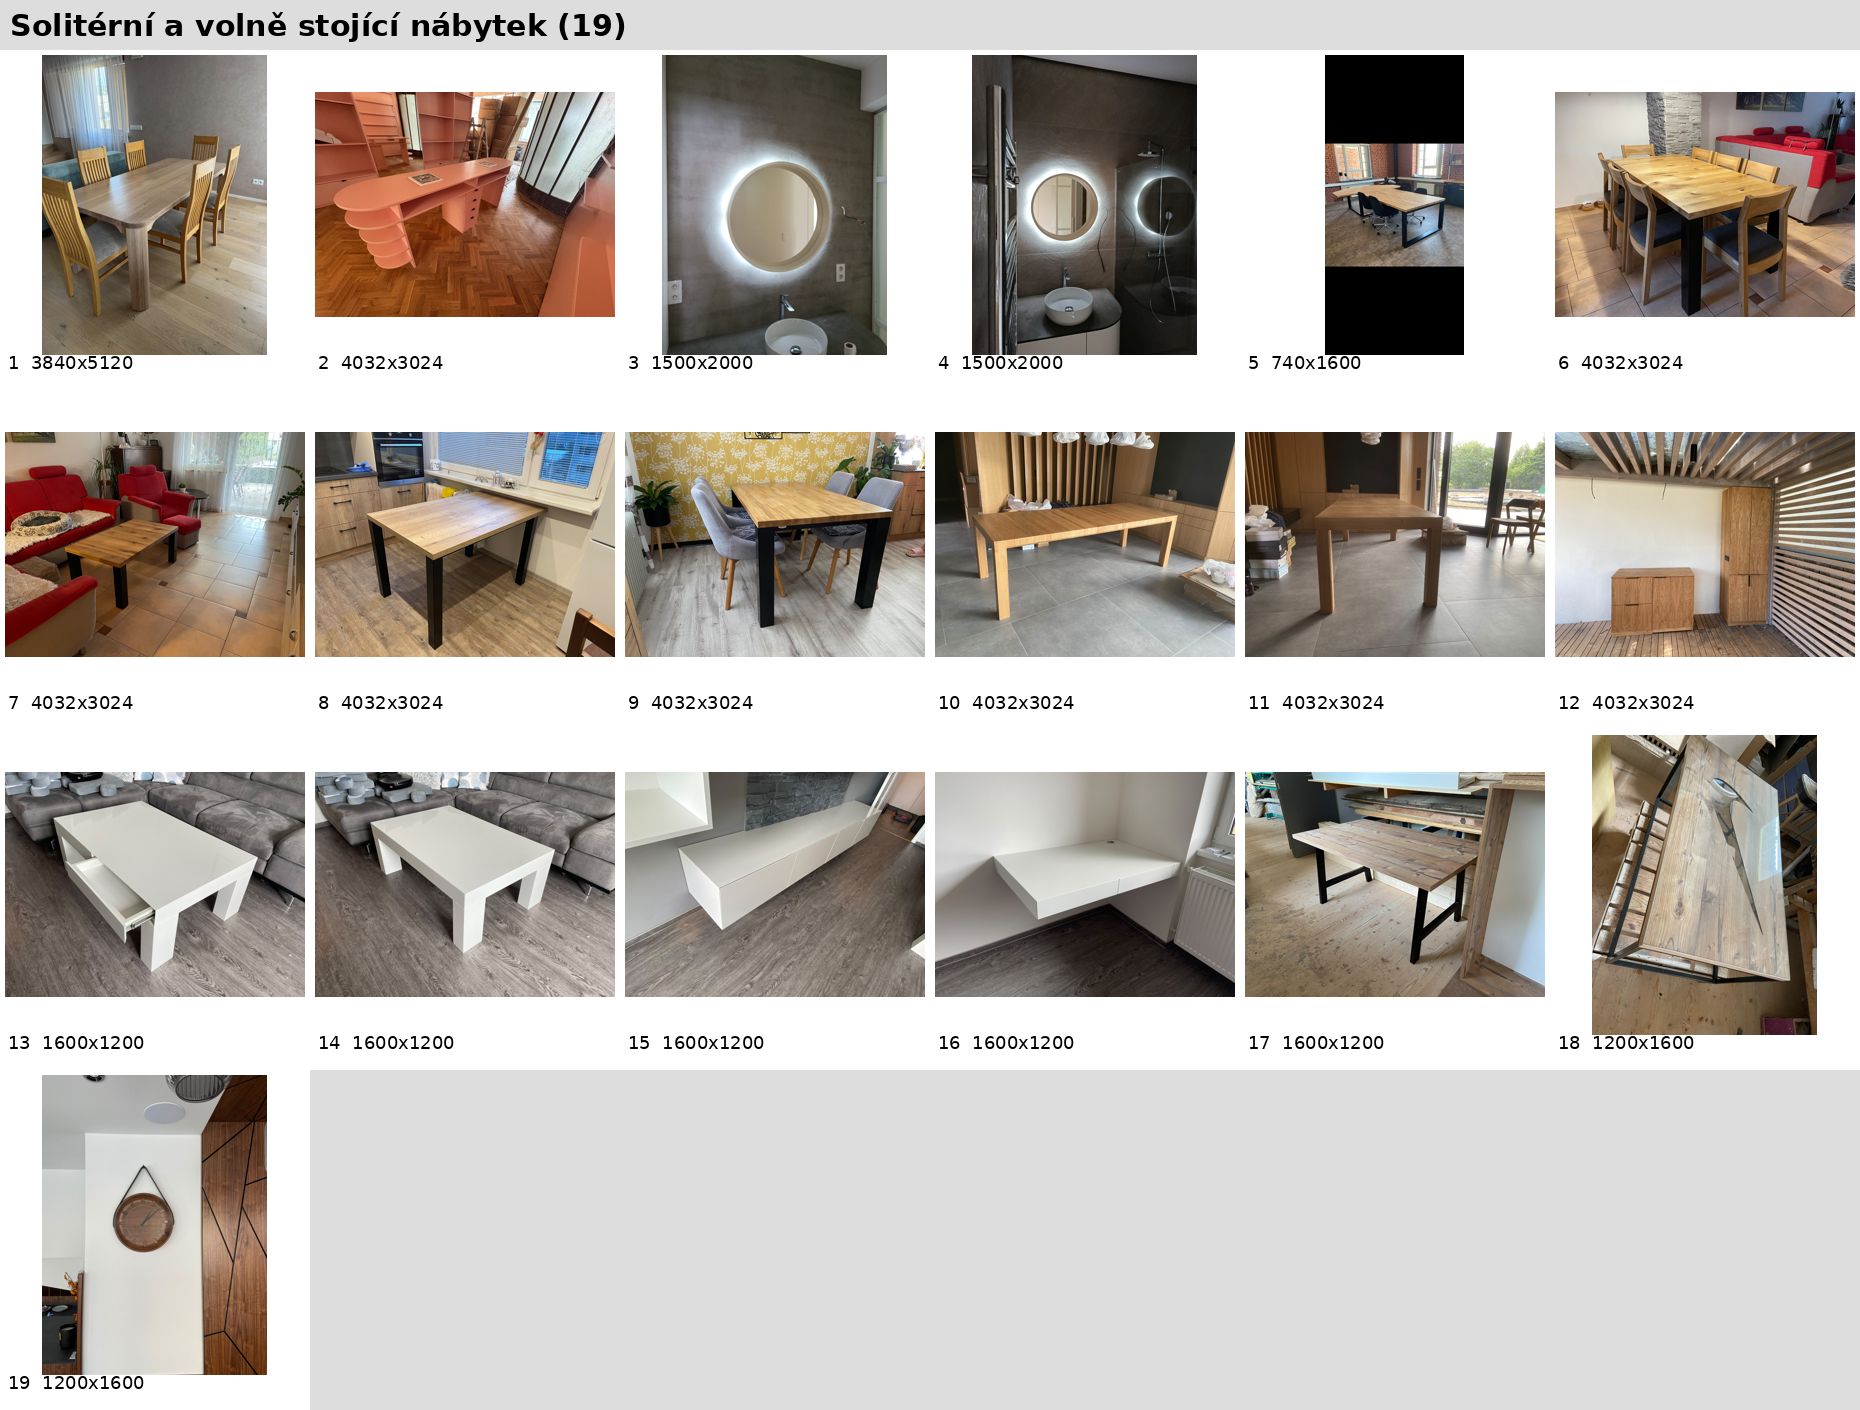 Solitérní a volně stojící nábytek (19)
1 3840x5120
2 4032x3024
3 1500x2000
4 1500x2000
5 740x1600
6 4032x3024
7 4032x3024
8 4032x3024
9 4032x3024
10 4032x3024
11 4032x3024
12 4032x3024
13 1600x1200
14 1600x1200
15 1600x1200
16 1600x1200
17 1600x1200
18 1200x1600
19 1200x1600